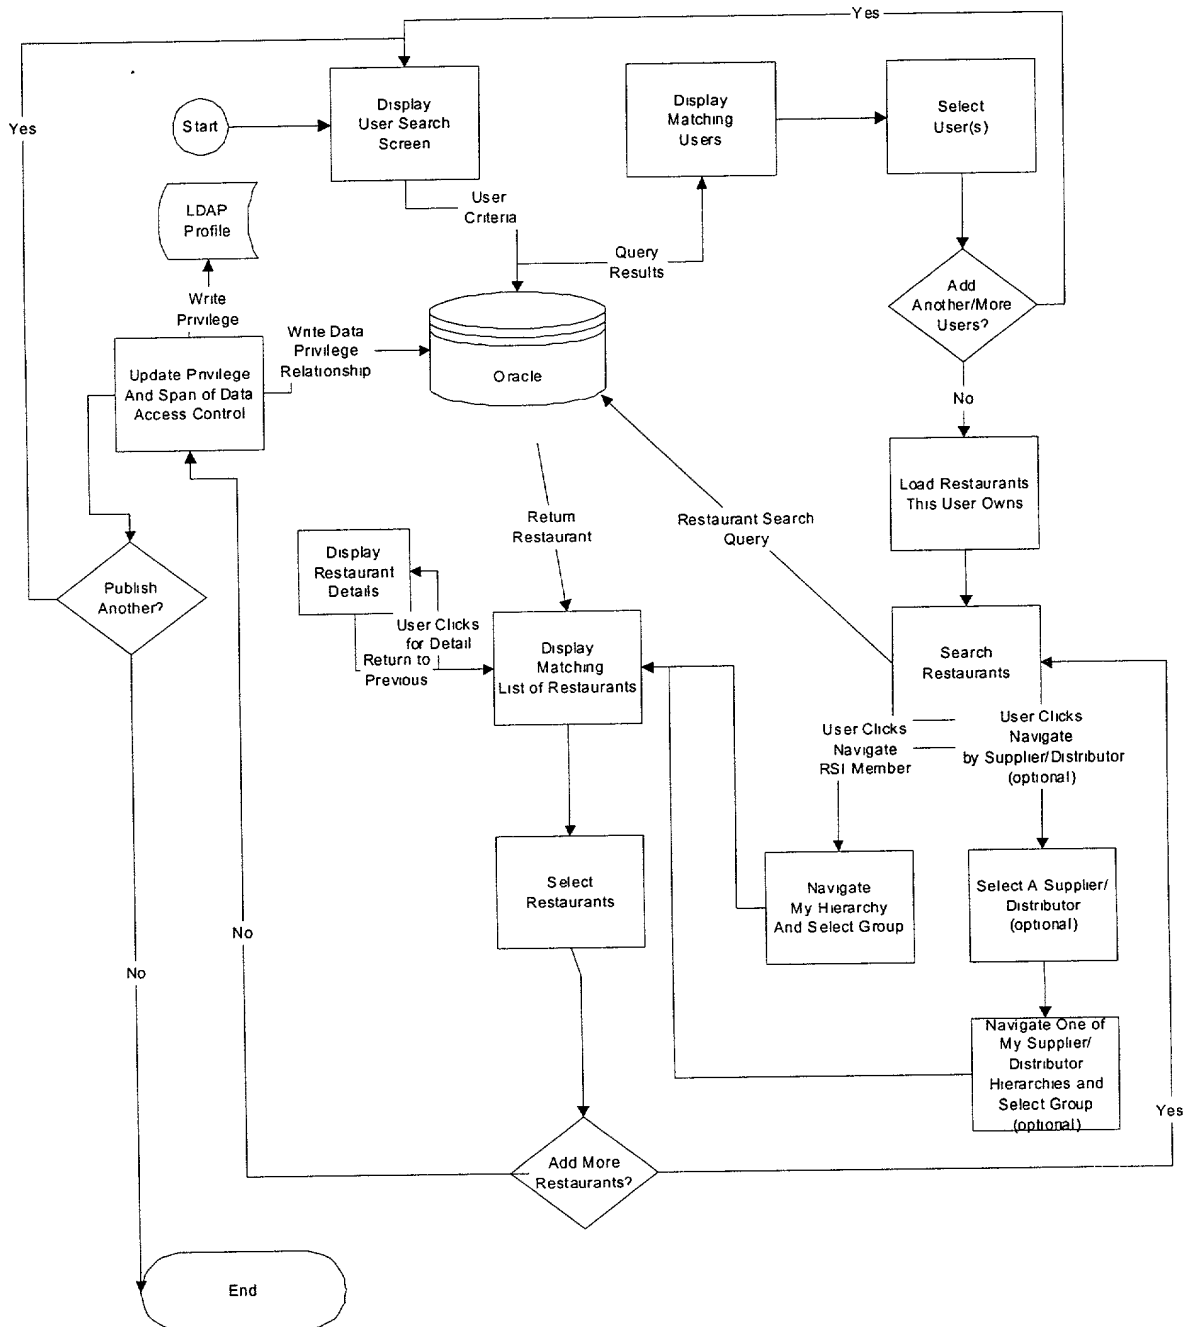 Yes
Yes
Start
Display
User Search
Screen
Display
Matching
Users
Select
User(s)
LDAP
Profile
User
Criteria
Query
Results
Add
Another/More
Users?
Write
Privilege
Write Data
Privilege
Relationship
Update Privilege
And Span of Data
Access Control
Oracle
No
Load Restaurants
This User Owns
Return
Restaurant
Restaurant Search
Query
Display
Restaurant
Details
Publish
Another?
User Clicks
for Detail
Return to
Previous
Display
Matching
List of Restaurants
Search
Restaurants
User Clicks
Navigate
RSI Member
User Clicks
Navigate
by Supplier/Distributor
(optional)
Select
Restaurants
Navigate
My Hierarchy
And Select Group
Select A Supplier/
Distributor
(optional)
No
No
Navigate One of
My Supplier/
Distributor
Hierarchies and
Select Group
(optional)
Yes
Add More
Restaurants?
End